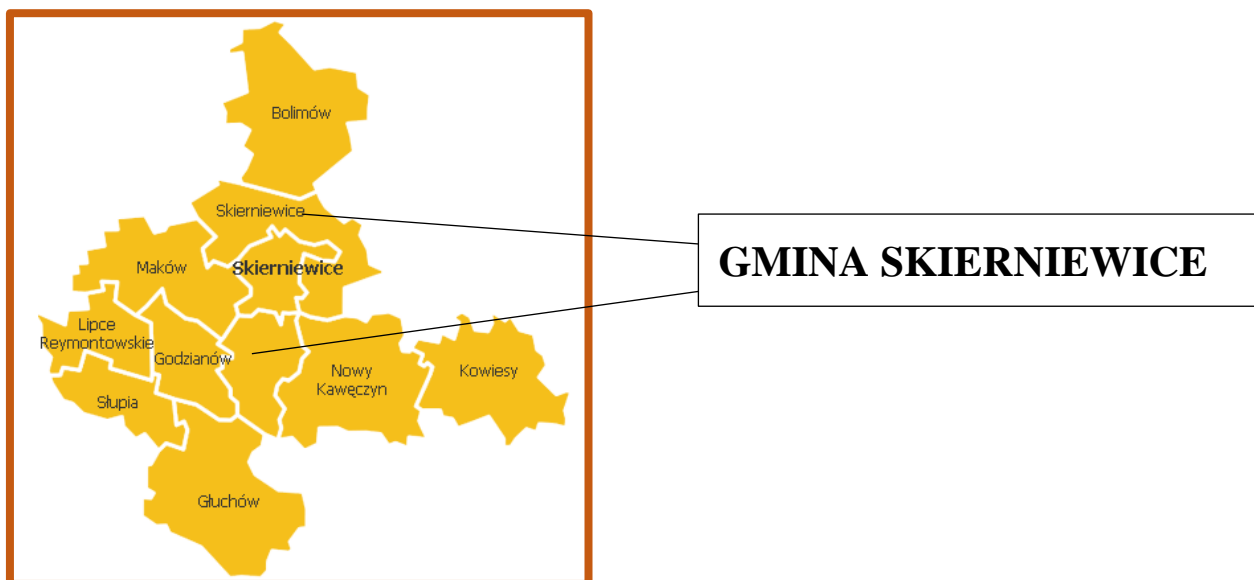 Bolimów
Skierniewice
Skierniewice
Maków
Lipce
Reymontowskie
Godzianów
Nowy
Kawęczyn
Kowiesy
Słupia
Głuchów
GMINA SKIERNIEWICE